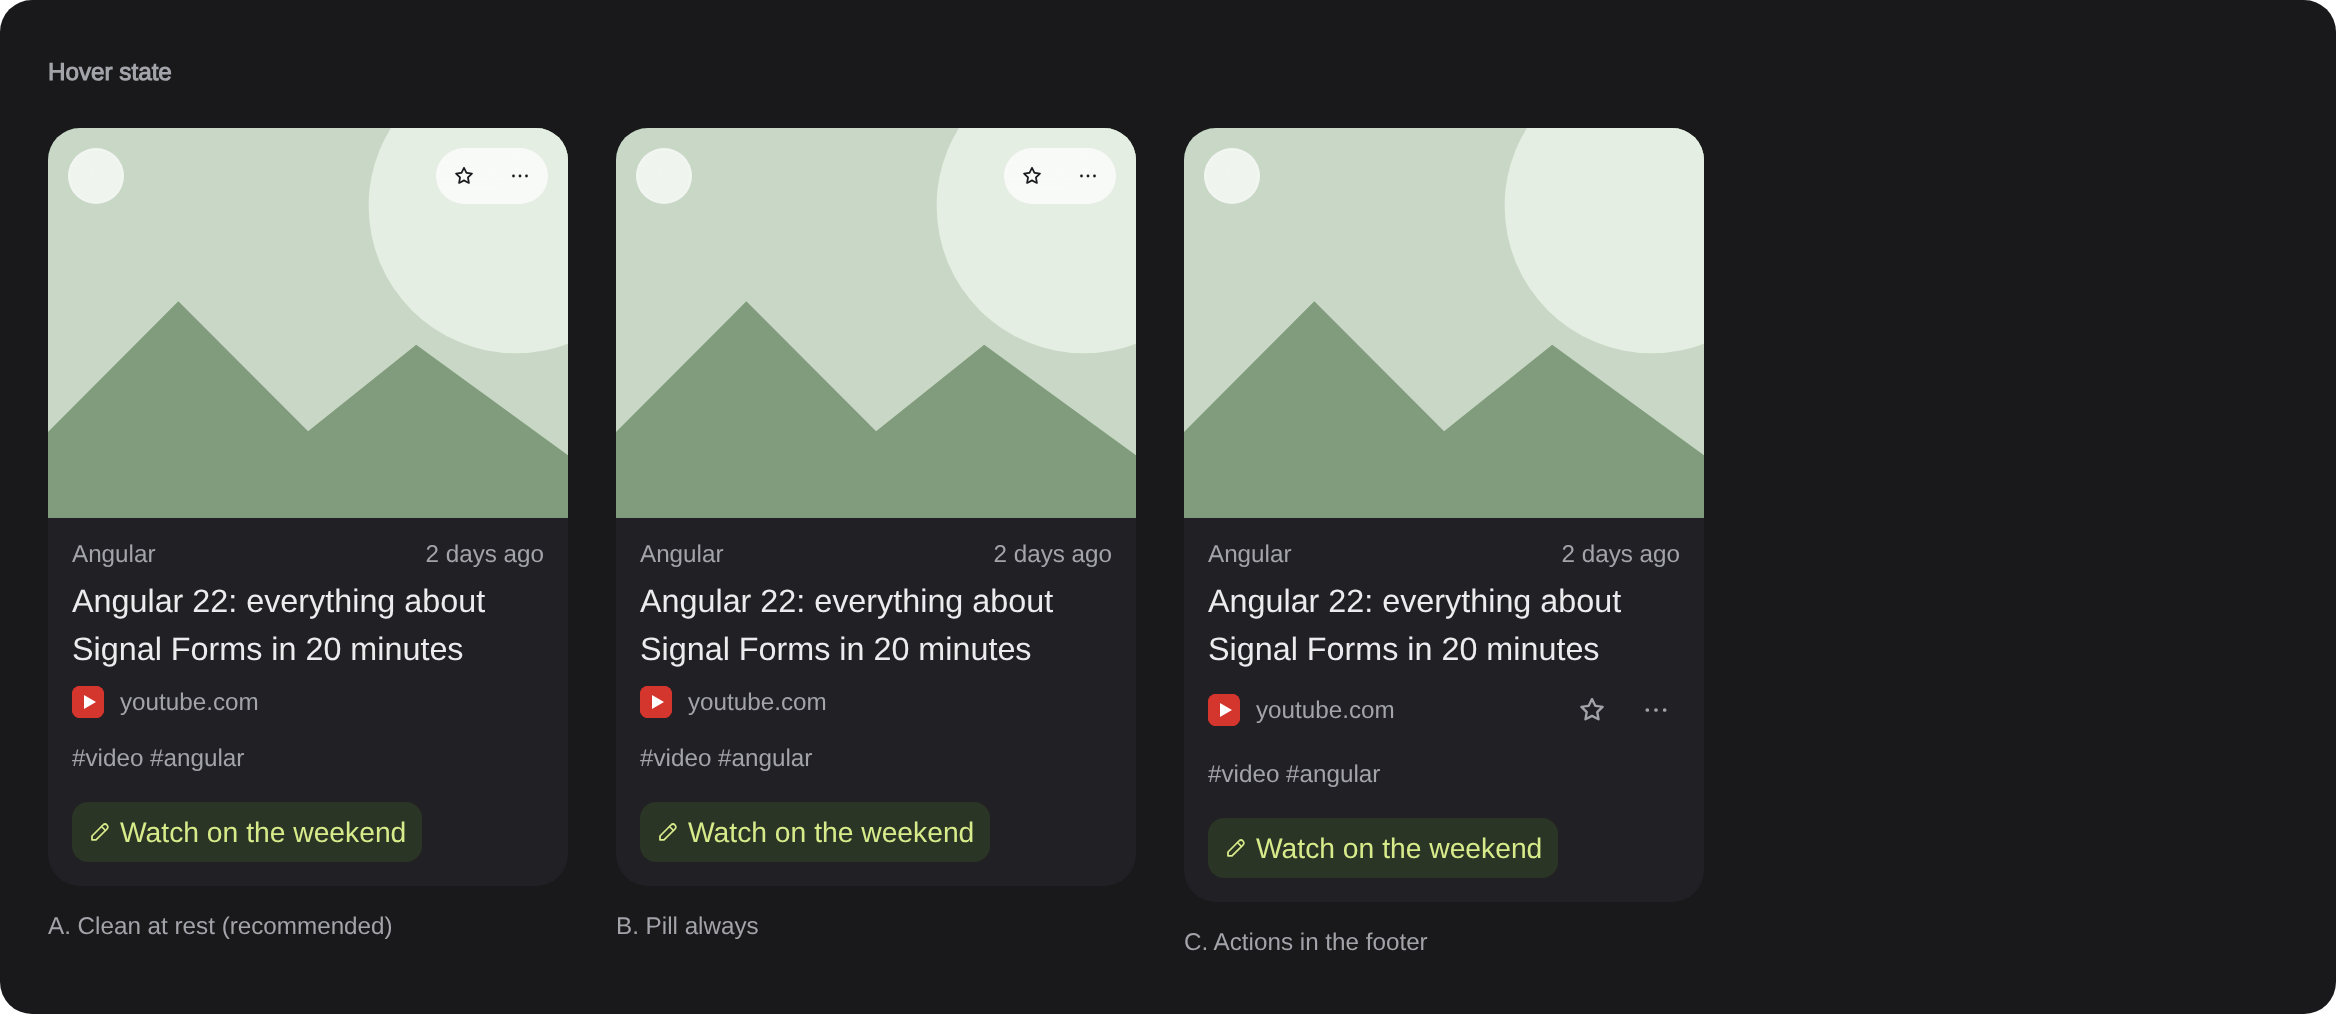 Hover state
Angular 2 days ago
Angular 22: everything about
Signal Forms in 20 minutes
youtube.com
#video #angular
Watch on the weekend
A. Clean at rest (recommended)
Angular 2 days ago
Angular 22: everything about
Signal Forms in 20 minutes
youtube.com
#video #angular
Watch on the weekend
B. Pill always
Angular 2 days ago
Angular 22: everything about
Signal Forms in 20 minutes
youtube.com
#video #angular
Watch on the weekend
C. Actions in the footer